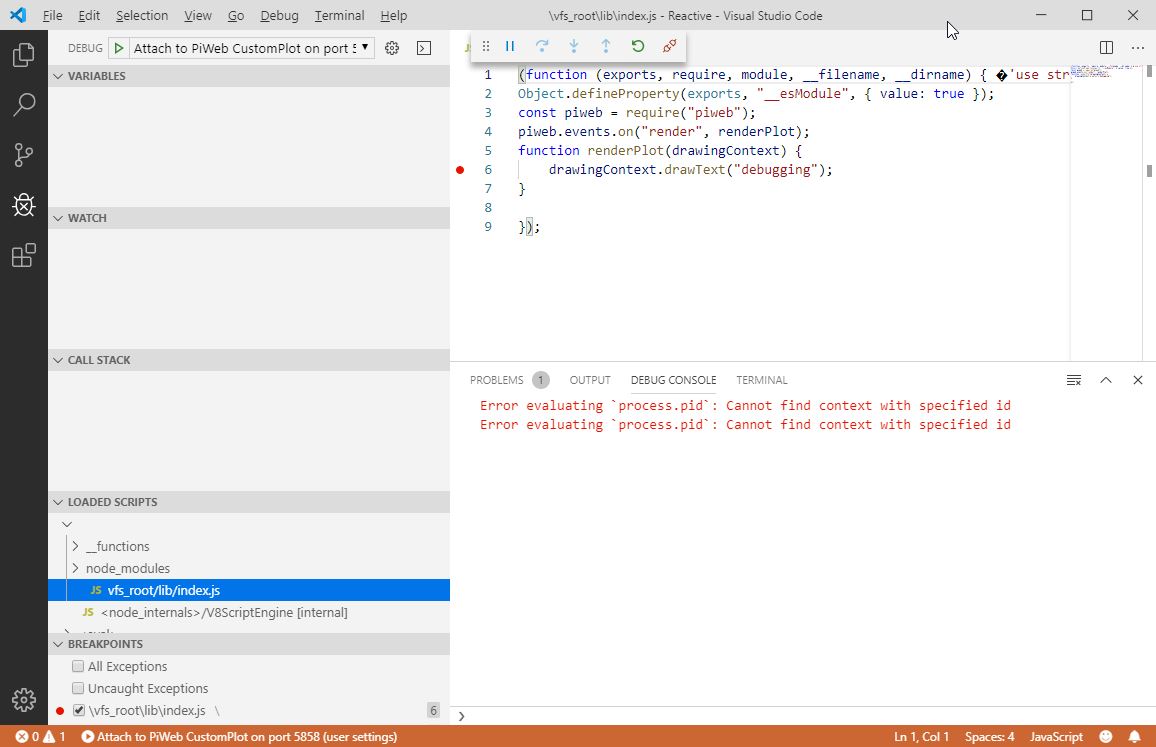 File Edit Selection View Go Debug Terminal Help \vfs_root\lib\index.js - Reactive - Visual Studio Code
DEBUG Attach to PiWeb CustomPlot on port 5
VARIABLES
WATCH
CALL STACK
LOADED SCRIPTS
__functions
node_modules
JS vfs_root/lib/index.js
JS <node_internals>/V8ScriptEngine [internal]
BREAKPOINTS
All Exceptions
Uncaught Exceptions
\vfs_root\lib\index.js \ 6
1 (function (exports, require, module, __filename, __dirname) { �'use str
2 Object.defineProperty(exports, "__esModule", { value: true });
3 const piweb = require("piweb");
4 piweb.events.on("render", renderPlot);
5 function renderPlot(drawingContext) {
6 drawingContext.drawText("debugging");
7 }
8
9 });
PROBLEMS 1 OUTPUT DEBUG CONSOLE TERMINAL
Error evaluating `process.pid`: Cannot find context with specified id
Error evaluating `process.pid`: Cannot find context with specified id
0 1 Attach to PiWeb CustomPlot on port 5858 (user settings) Ln 1, Col 1 Spaces: 4 JavaScript